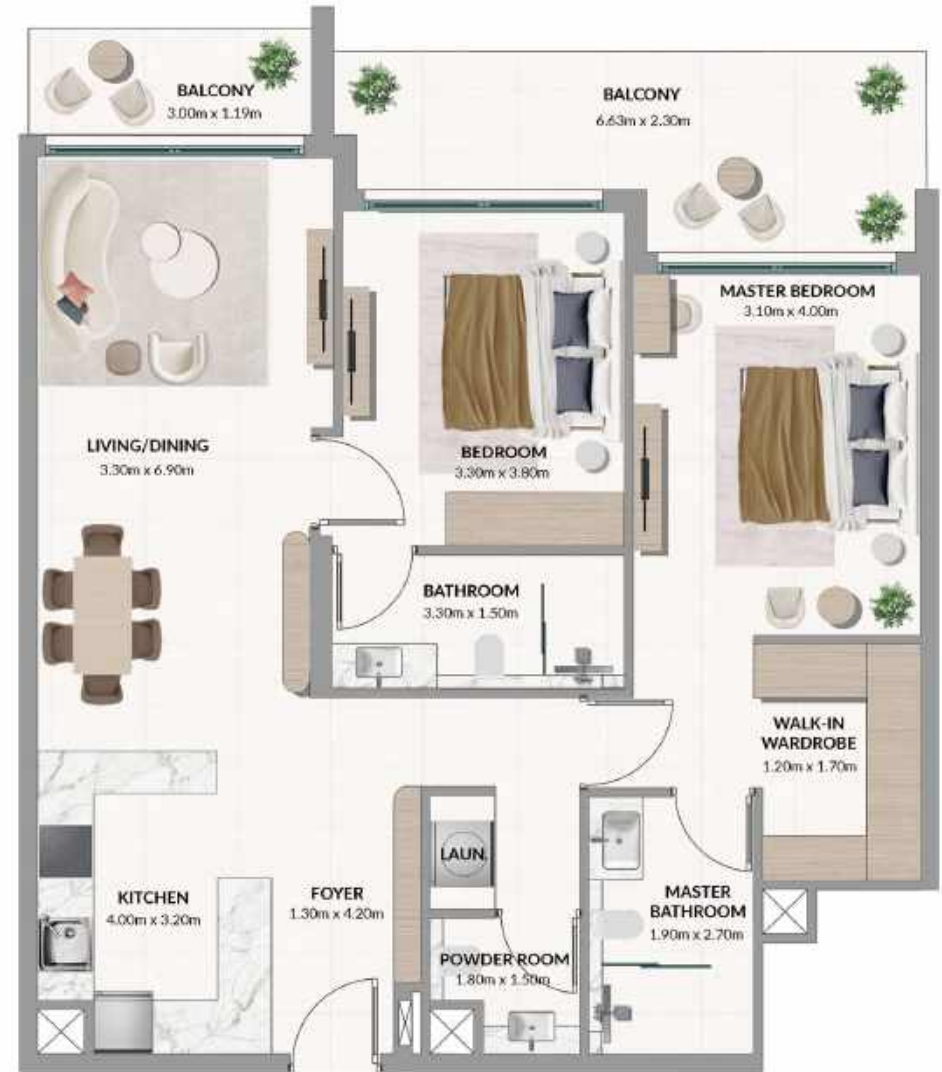 BALCONY
3.00m x 1.19m
BALCONY
6.63m x 2.30m
MASTER BEDROOM
3.10m x 4.00m
LIVING/DINING
3.30m x 6.90m
BEDROOM
3.30m x 3.80m
BATHROOM
3.30m x 1.50m
WALK-IN
WARDROBE
1.20m x 1.70m
LAUN.
KITCHEN
4.00m x 3.20m
FOYER
1.30m x 4.20m
MASTER
BATHROOM
1.90m x 2.70m
POWDER ROOM
1.80m x 1.50m